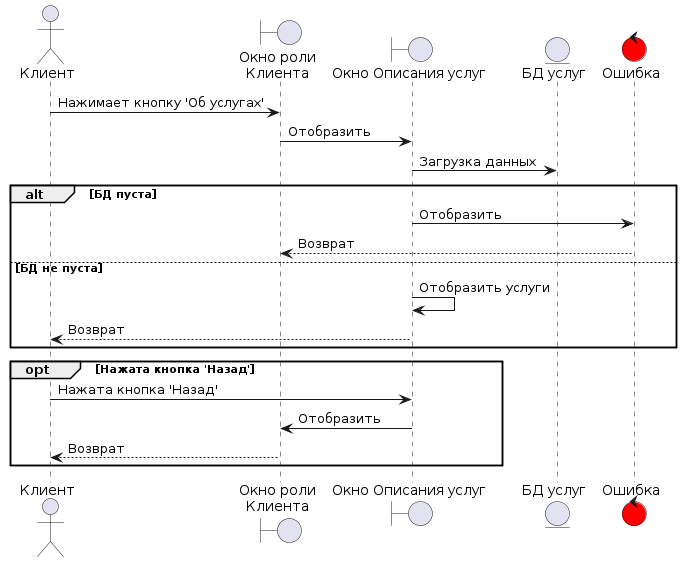 Клиент
Окно роли
Клиента
Окно Описания услуг
БД услуг
Ошибка
Нажимает кнопку 'Об услугах'
Отобразить
Загрузка данных
alt [БД пуста]
Отобразить
Возврат
[БД не пуста]
Отобразить услуги
Возврат
opt [Нажата кнопка 'Назад']
Нажата кнопка 'Назад'
Отобразить
Возврат
Клиент
Окно роли
Клиента
Окно Описания услуг
БД услуг
Ошибка